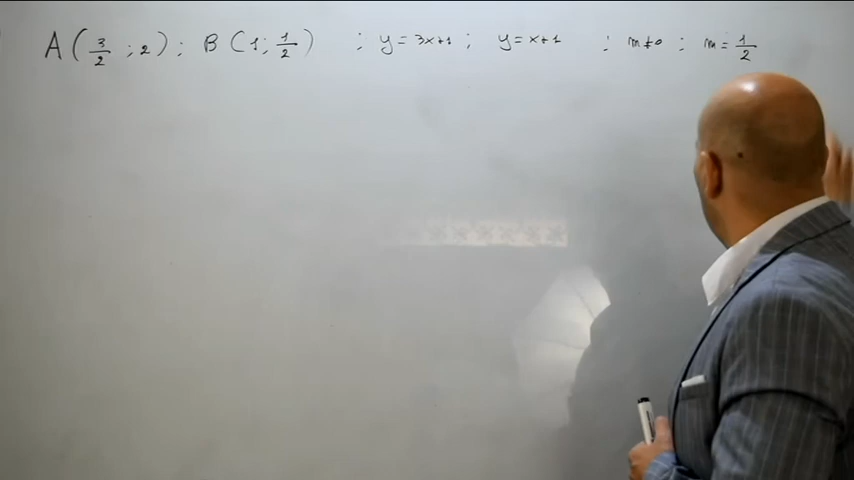 A (3/2 ; 2) ; B (1 ; 1/2) ; y = 3x+1 ; y = x+1 ; m≠0 ; m = 1/2